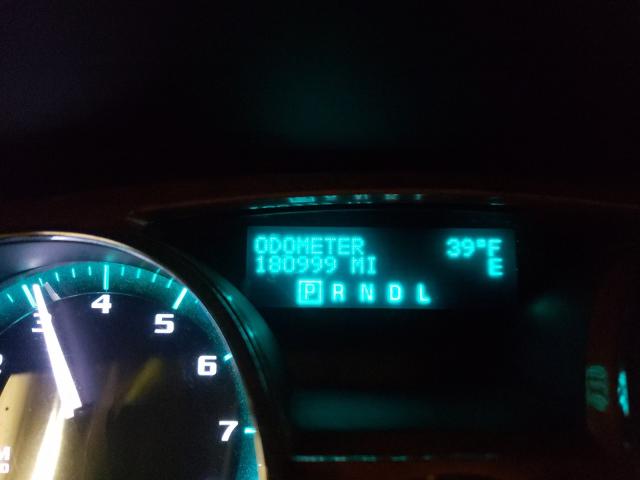 ODOMETER 39°F
180999 MI E
P R N D L
3 4 5 6 7